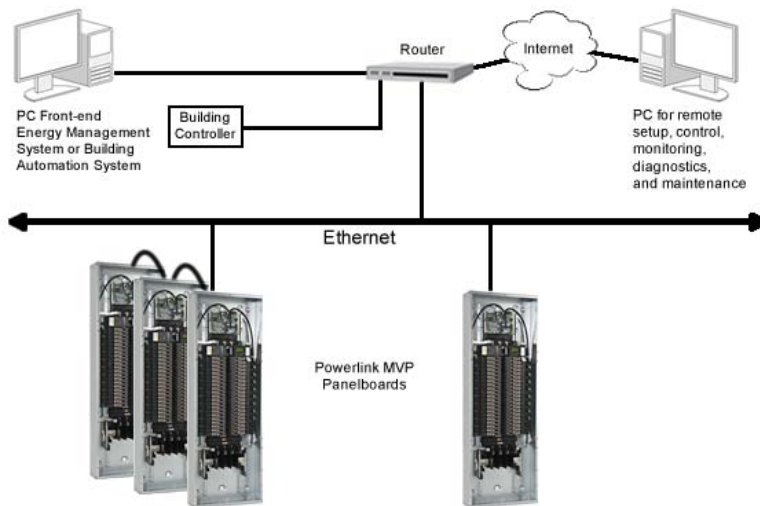 Router
Internet
PC Front-end
Energy Management
System or Building
Automation System
Building
Controller
PC for remote
setup, control,
monitoring,
diagnostics,
and maintenance
Ethernet
Powerlink MVP
Panelboards